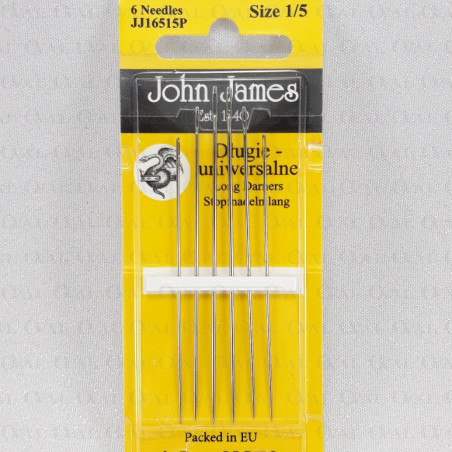 6 Needles
JJ16515P
Size 1/5
John James
Est. 1840
Długie -
uniwersalne
Long Darners
Stopfnadeln lang
Packed in EU